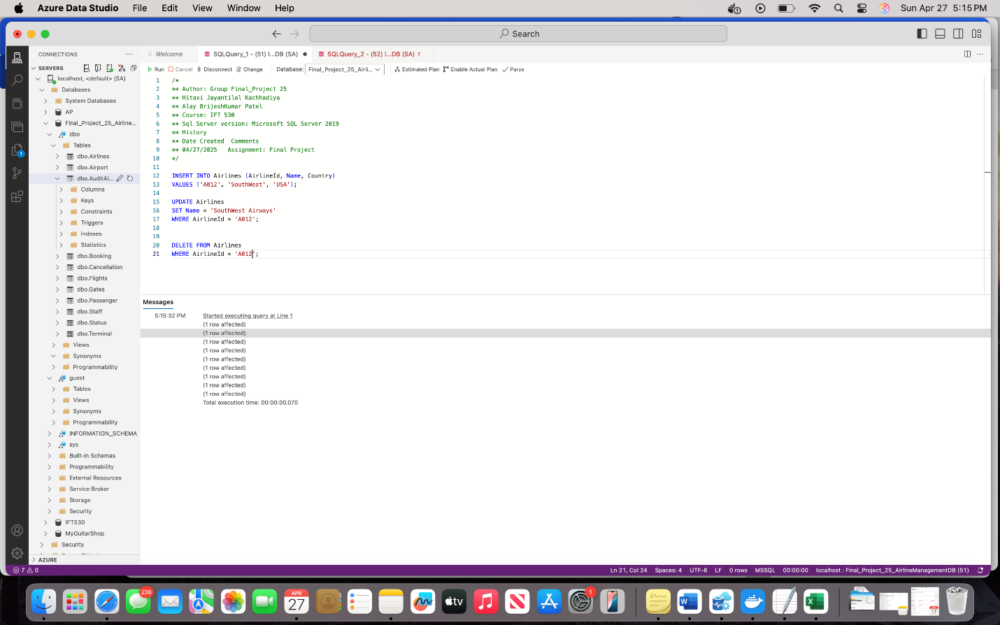 Azure Data Studio File Edit View Window Help
Sun Apr 27 5:15 PM
Search
CONNECTIONS
Welcome
SQLQuery_1 - (51) l...DB (SA)
SQLQuery_2 - (52) l...DB (SA) 7
SERVERS
Run Cancel Disconnect Change Database: Final_Project_25_Airli... Estimated Plan Enable Actual Plan Parse
localhost, <default> (SA)
Databases
System Databases
AP
Final_Project_25_Airline...
dbo
Tables
dbo.Airlines
dbo.Airport
dbo.AuditAi...
Columns
Keys
Constraints
Triggers
Indexes
Statistics
dbo.Booking
dbo.Cancellation
dbo.Flights
dbo.Gates
dbo.Passenger
dbo.Staff
dbo.Status
dbo.Terminal
Views
Synonyms
Programmability
guest
Tables
Views
Synonyms
Programmability
INFORMATION_SCHEMA
sys
Built-in Schemas
Programmability
External Resources
Service Broker
Storage
Security
IFT530
MyGuitarShop
Security
AZURE
1 /*
2 ** Author: Group Final_Project 25
3 ** Hitaxi Jayantilal Kachhadiya
4 ** Alay BrijeshKumar Patel
5 ** Course: IFT 530
6 ** Sql Server version: Microsoft SQL Server 2019
7 ** History
8 ** Date Created  Comments
9 ** 04/27/2025   Assignment: Final Project
10 */
11
12 INSERT INTO Airlines (AirlineId, Name, Country)
13 VALUES ('A012', 'SouthWest', 'USA');
14
15 UPDATE Airlines
16 SET Name = 'SouthWest Airways'
17 WHERE AirlineId = 'A012';
18
19
20 DELETE FROM Airlines
21 WHERE AirlineId = 'A012';
Messages
5:15:32 PM Started executing query at Line 1
(1 row affected)
(1 row affected)
(1 row affected)
(1 row affected)
(1 row affected)
(1 row affected)
(1 row affected)
(1 row affected)
(1 row affected)
Total execution time: 00:00:00.070
1
7 0
Ln 21, Col 24 Spaces: 4 UTF-8 LF 0 rows MSSQL 00:00:00 localhost : Final_Project_25_AirlineManagementDB (51)
236
APR
27
tv
1
17